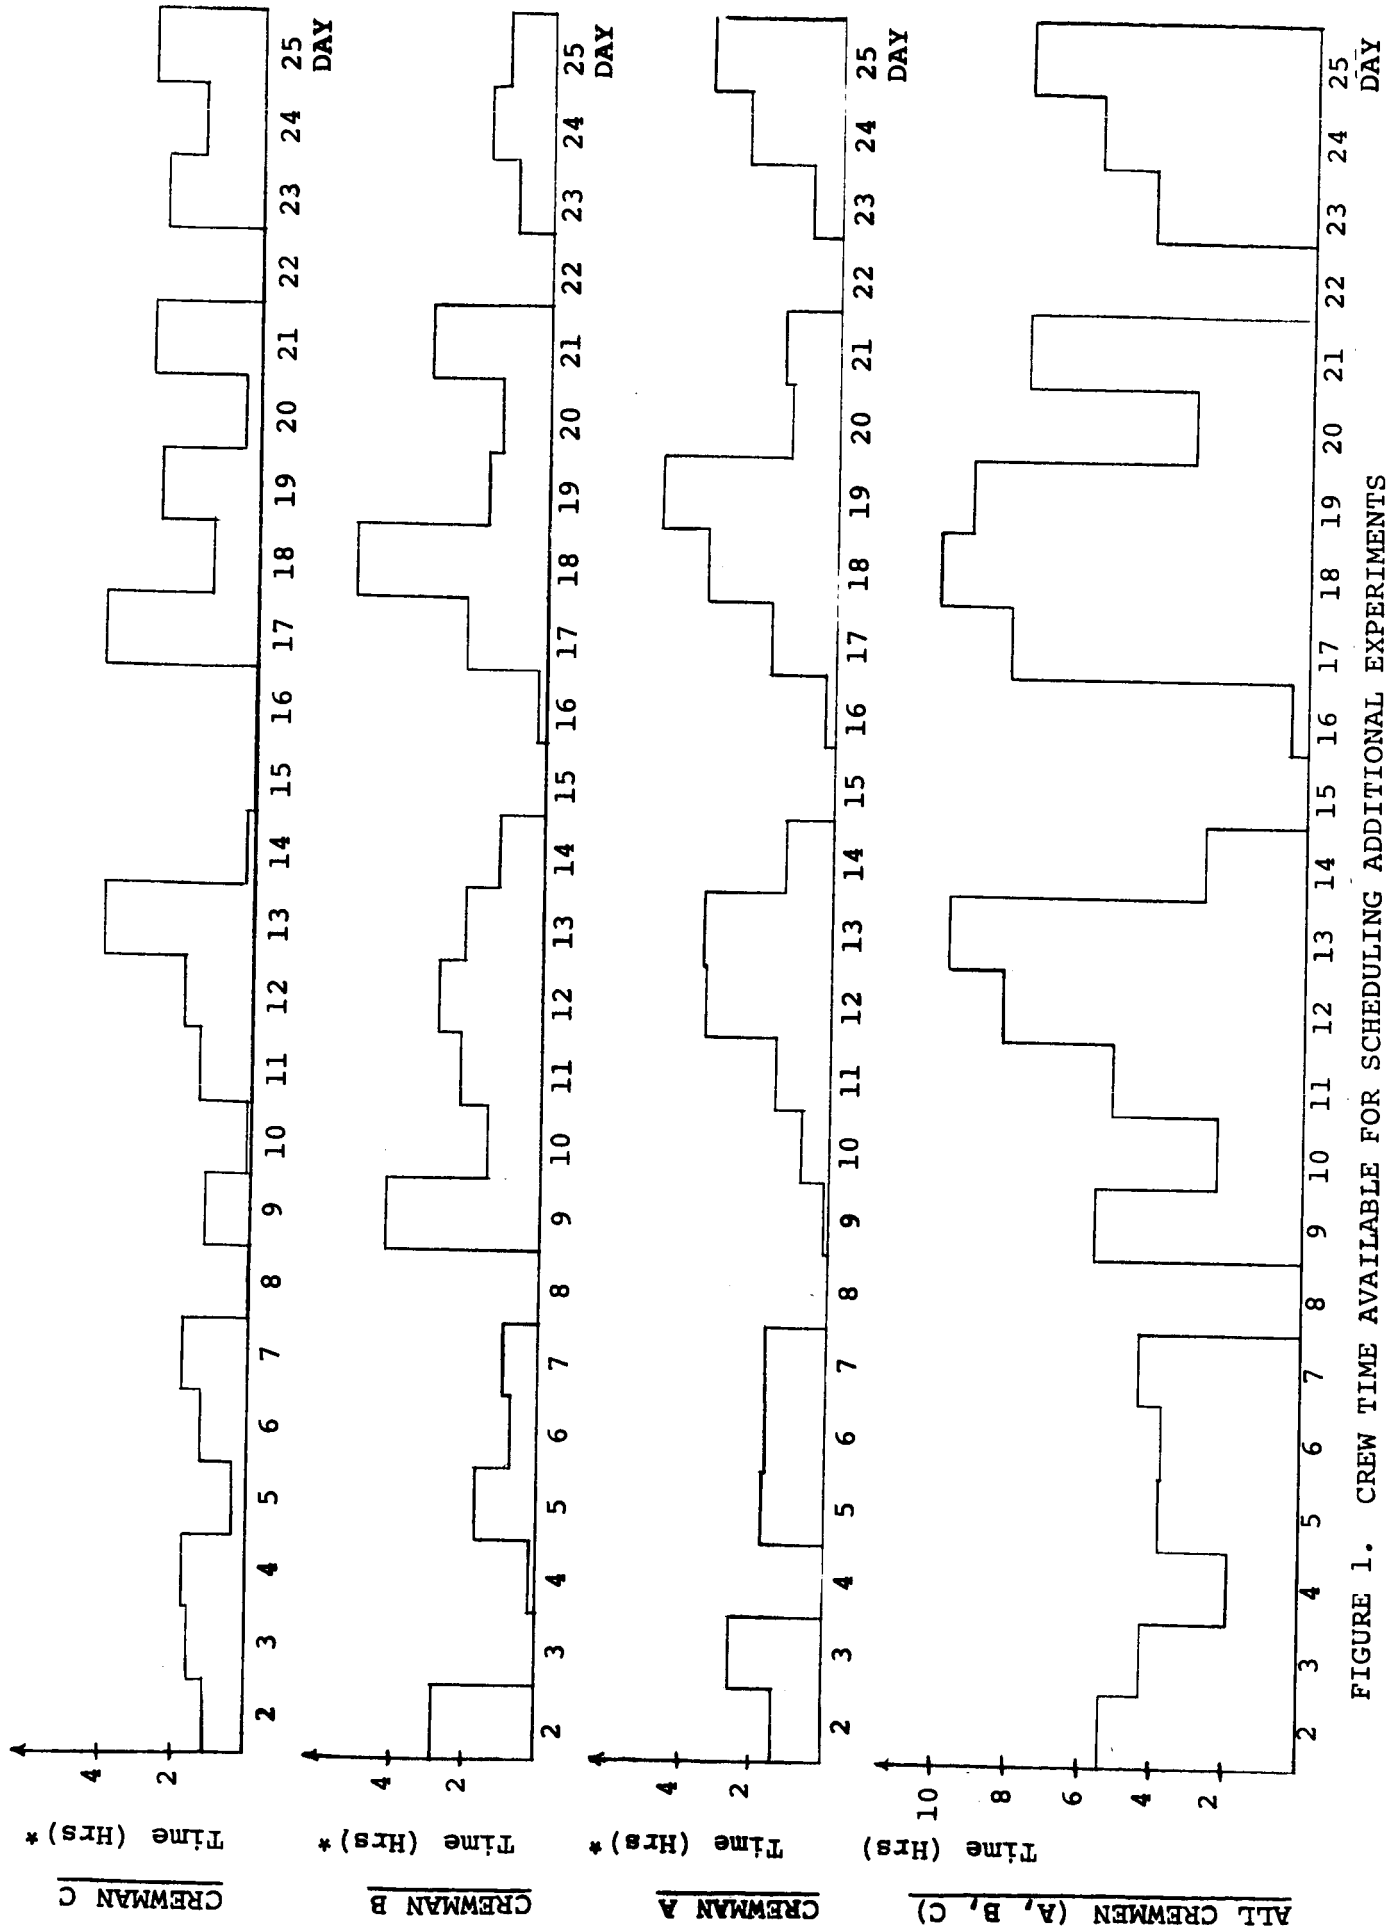 CREWMAN C
Time (Hrs)*
4
2
2 3 4 5 6 7 8 9 10 11 12 13 14 15 16 17 18 19 20 21 22 23 24 25
DAY
CREWMAN B
Time (Hrs)*
4
2
2 3 4 5 6 7 8 9 10 11 12 13 14 15 16 17 18 19 20 21 22 23 24 25
DAY
CREWMAN A
Time (Hrs)*
4
2
2 3 4 5 6 7 8 9 10 11 12 13 14 15 16 17 18 19 20 21 22 23 24 25
DAY
ALL CREWMEN (A, B, C)
Time (Hrs)
10
8
6
4
2
2 3 4 5 6 7 8 9 10 11 12 13 14 15 16 17 18 19 20 21 22 23 24 25
DAY
FIGURE 1. CREW TIME AVAILABLE FOR SCHEDULING ADDITIONAL EXPERIMENTS